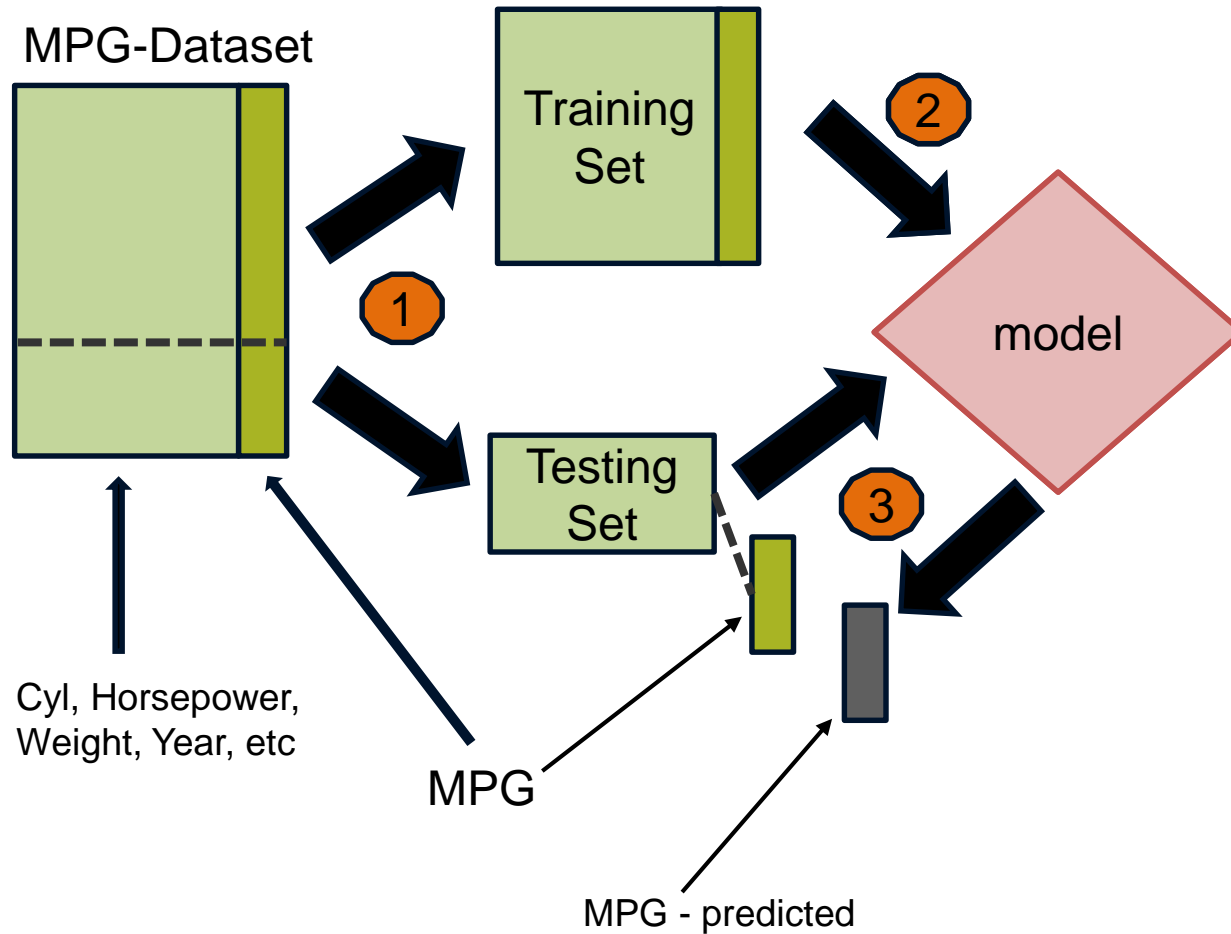 MPG-Dataset
Training
Set
2
1
model
Testing
Set
3
Cyl, Horsepower,
Weight, Year, etc
MPG
MPG - predicted